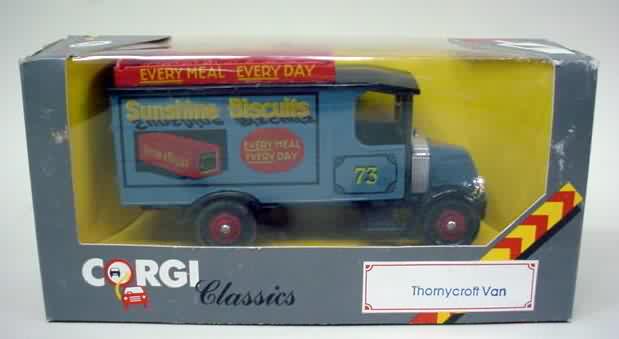 EVERY MEAL EVERY DAY
Sunshine Biscuits
EVERY MEAL
EVERY DAY
73
CORGI
Classics
Thornycroft Van